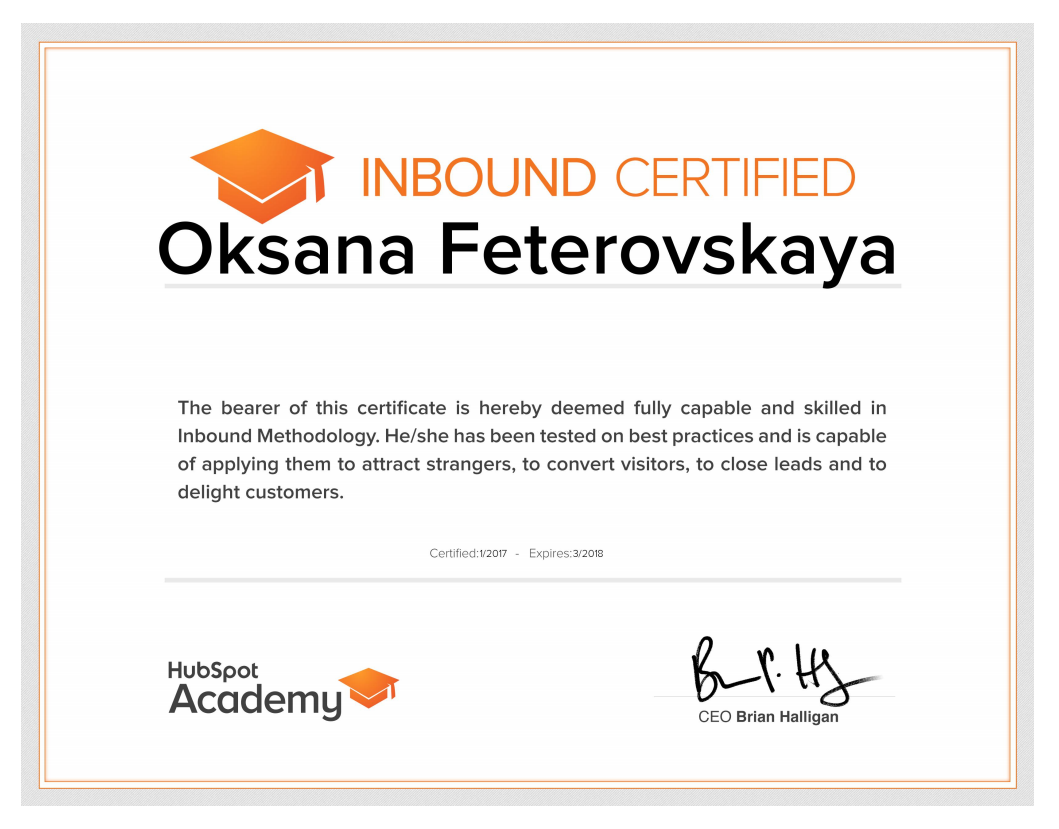 INBOUND CERTIFIED
Oksana Feterovskaya
The bearer of this certificate is hereby deemed fully capable and skilled in
Inbound Methodology. He/she has been tested on best practices and is capable
of applying them to attract strangers, to convert visitors, to close leads and to
delight customers.
Certified:1/2017 - Expires:3/2018
HubSpot
Academy
CEO Brian Halligan